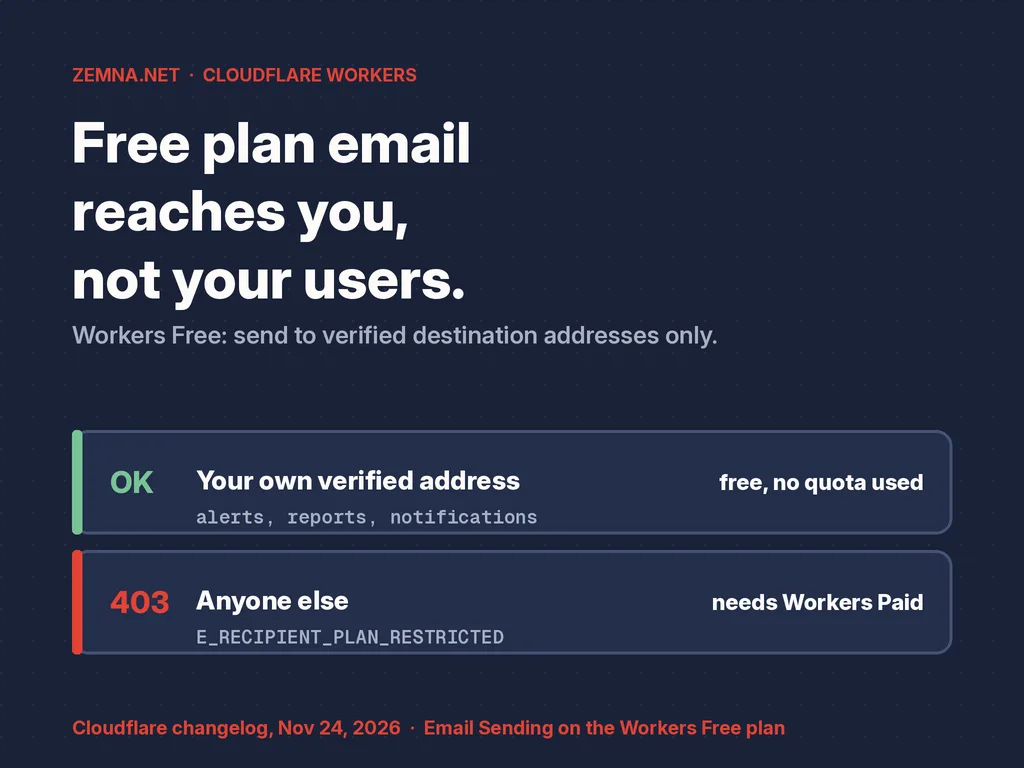 ZEMNA.NET · CLOUDFLARE WORKERS
Free plan email
reaches you,
not your users.
Workers Free: send to verified destination addresses only.
OK
Your own verified address
free, no quota used
alerts, reports, notifications
403
Anyone else
needs Workers Paid
E_RECIPIENT_PLAN_RESTRICTED
Cloudflare changelog, Nov 24, 2026 · Email Sending on the Workers Free plan